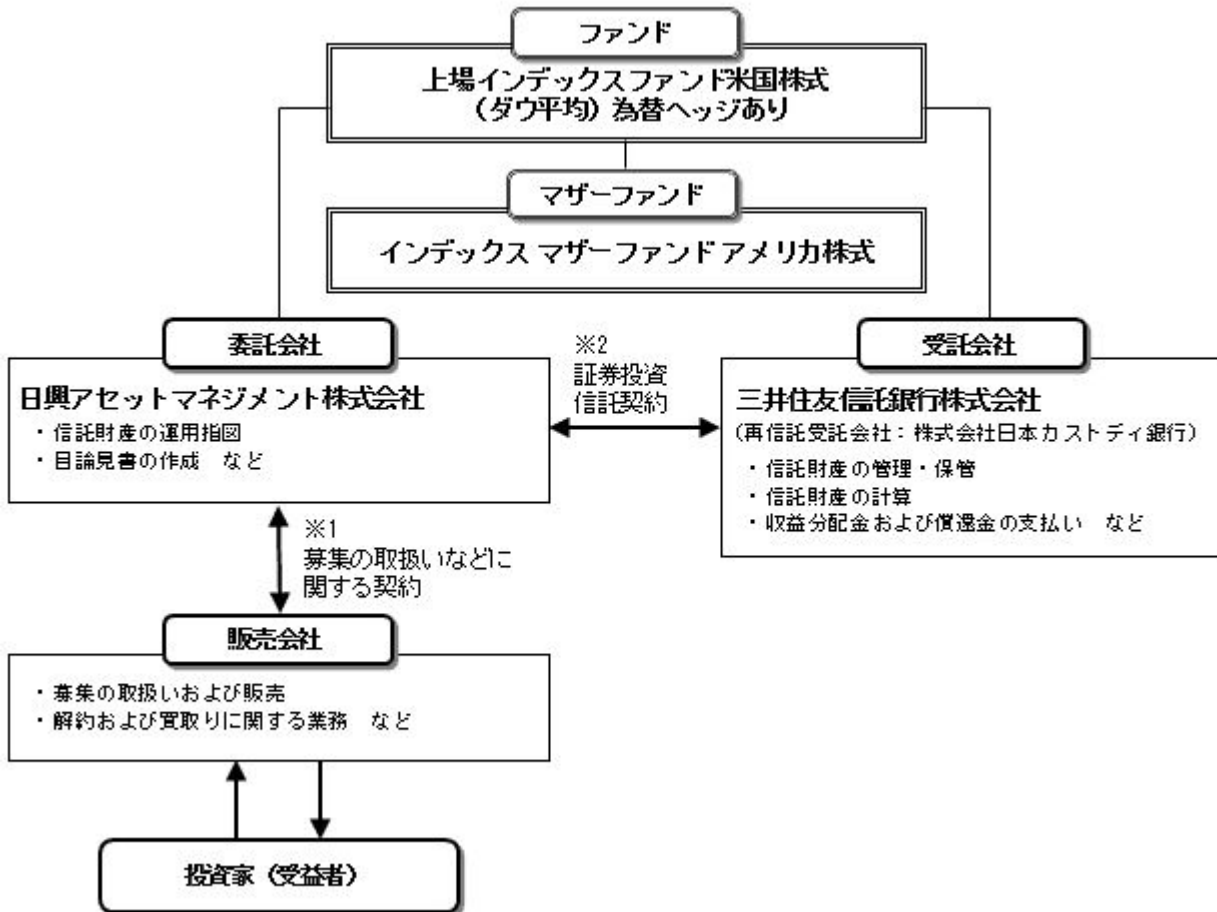 ファンド
上場インデックスファンド米国株式
(ダウ平均)為替ヘッジあり
マザーファンド
インデックス マザーファンド アメリカ株式
委託会社
日興アセットマネジメント株式会社
・信託財産の運用指図
・目論見書の作成　など
※2
証券投資
信託契約
受託会社
三井住友信託銀行株式会社
(再信託受託会社：株式会社日本カストディ銀行)
・信託財産の管理・保管
・信託財産の計算
・収益分配金および償還金の支払い　など
※1
募集の取扱いなどに
関する契約
販売会社
・募集の取扱いおよび販売
・解約および買取りに関する業務　など
投資家(受益者)